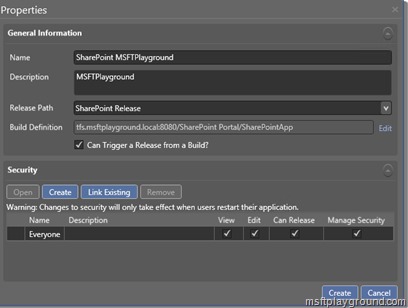 Properties
General Information
Name
SharePoint MSFTPlayground
Description
MSFTPlayground
Release Path
SharePoint Release
Build Definition
tfs.msftplayground.local:8080/SharePoint Portal/SharePointApp
Edit
Can Trigger a Release from a Build?
Security
Open Create Link Existing Remove
Warning: Changes to security will only take effect when users restart their application.
Name Description View Edit Can Release Manage Security
Everyone
Create Cancel
msftplayground.com